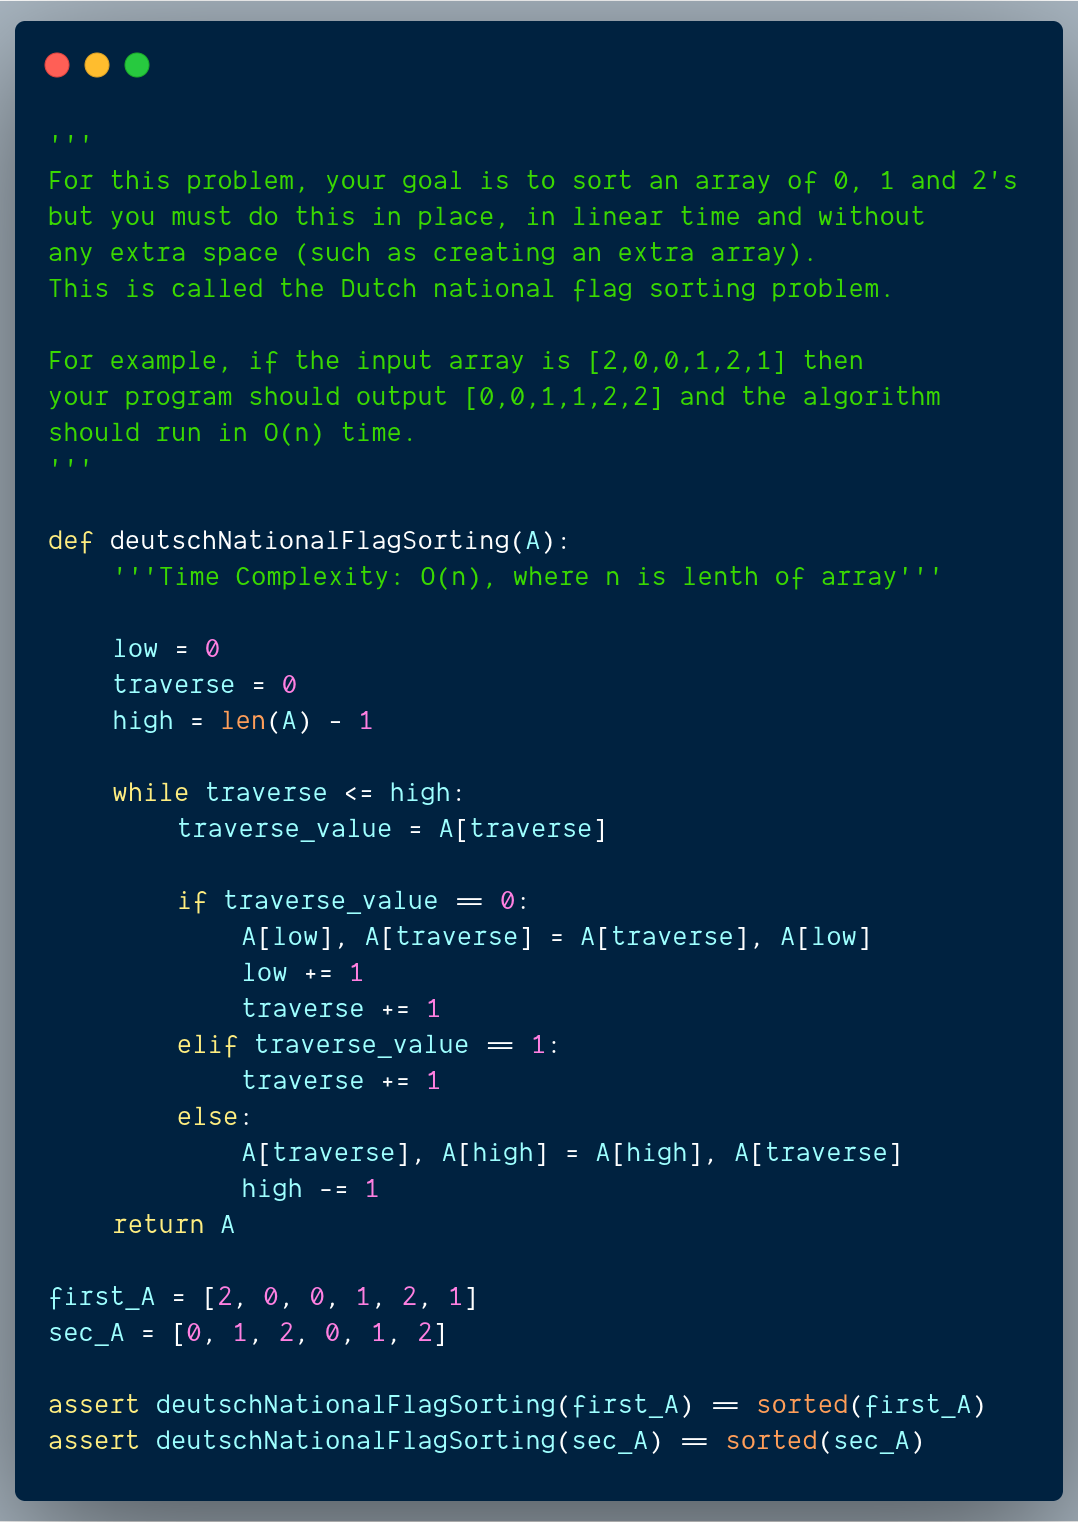 '''
For this problem, your goal is to sort an array of 0, 1 and 2's
but you must do this in place, in linear time and without
any extra space (such as creating an extra array).
This is called the Dutch national flag sorting problem.

For example, if the input array is [2,0,0,1,2,1] then
your program should output [0,0,1,1,2,2] and the algorithm
should run in O(n) time.
'''

def deutschNationalFlagSorting(A):
    '''Time Complexity: O(n), where n is lenth of array'''

    low = 0
    traverse = 0
    high = len(A) - 1

    while traverse <= high:
        traverse_value = A[traverse]

        if traverse_value == 0:
            A[low], A[traverse] = A[traverse], A[low]
            low += 1
            traverse += 1
        elif traverse_value == 1:
            traverse += 1
        else:
            A[traverse], A[high] = A[high], A[traverse]
            high -= 1
    return A

first_A = [2, 0, 0, 1, 2, 1]
sec_A = [0, 1, 2, 0, 1, 2]

assert deutschNationalFlagSorting(first_A) == sorted(first_A)
assert deutschNationalFlagSorting(sec_A) == sorted(sec_A)